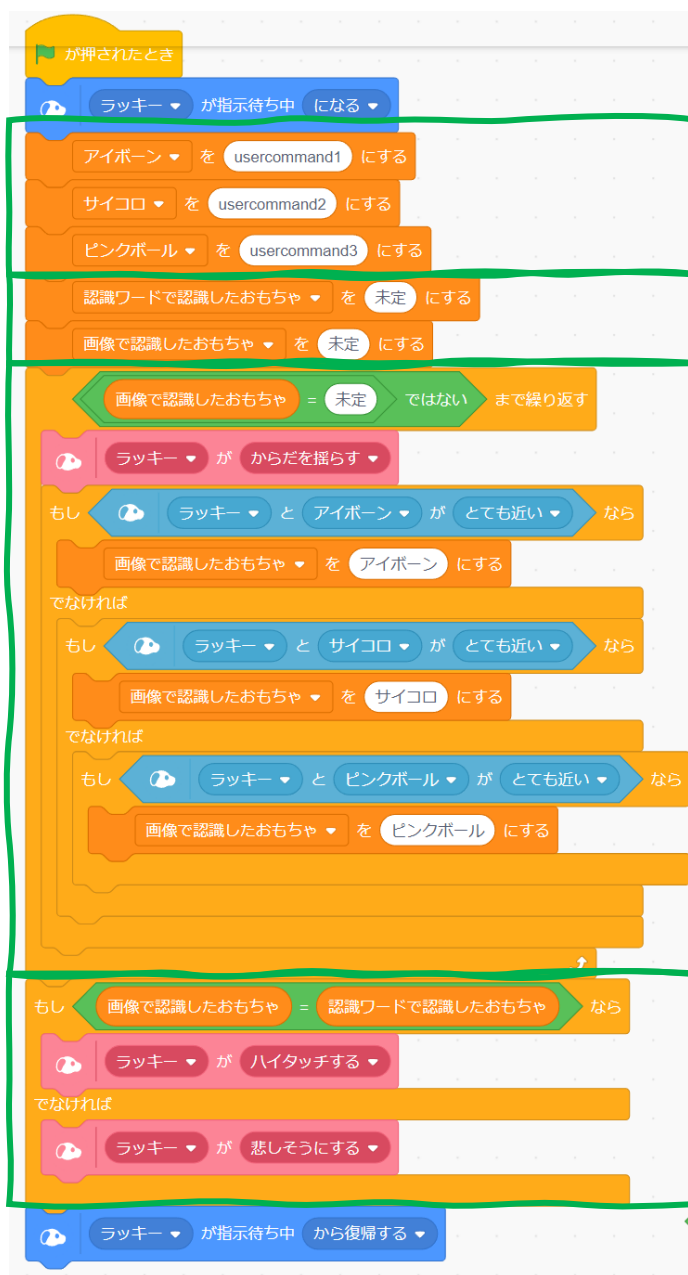 が押されたとき
ラッキー が指示待ち中 になる
アイボーン を usercommand1 にする
サイコロ を usercommand2 にする
ピンクボール を usercommand3 にする
認識ワードで認識したおもちゃ を 未定 にする
画像で認識したおもちゃ を 未定 にする
画像で認識したおもちゃ = 未定 ではない まで繰り返す
ラッキー が からだを揺らす
もし ラッキー と アイボーン が とても近い なら
画像で認識したおもちゃ を アイボーン にする
でなければ
もし ラッキー と サイコロ が とても近い なら
画像で認識したおもちゃ を サイコロ にする
でなければ
もし ラッキー と ピンクボール が とても近い なら
画像で認識したおもちゃ を ピンクボール にする
もし 画像で認識したおもちゃ = 認識ワードで認識したおもちゃ なら
ラッキー が ハイタッチする
でなければ
ラッキー が 悲しそうにする
ラッキー が指示待ち中 から復帰する